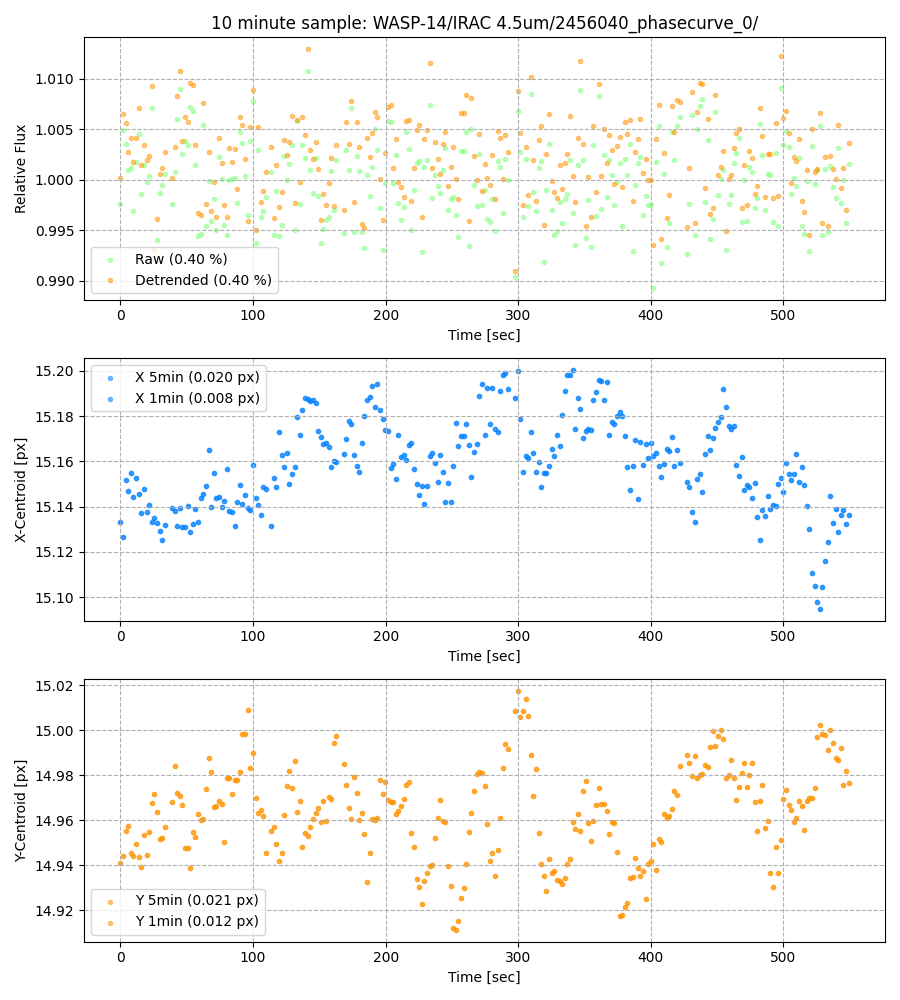 10 minute sample: WASP-14/IRAC 4.5um/2456040_phasecurve_0/
Relative Flux
1.010
1.005
1.000
0.995
0.990
Raw (0.40 %)
Detrended (0.40 %)
0 100 200 300 400 500
Time [sec]
X-Centroid [px]
15.20
15.18
15.16
15.14
15.12
15.10
X 5min (0.020 px)
X 1min (0.008 px)
0 100 200 300 400 500
Time [sec]
Y-Centroid [px]
15.02
15.00
14.98
14.96
14.94
14.92
Y 5min (0.021 px)
Y 1min (0.012 px)
0 100 200 300 400 500
Time [sec]